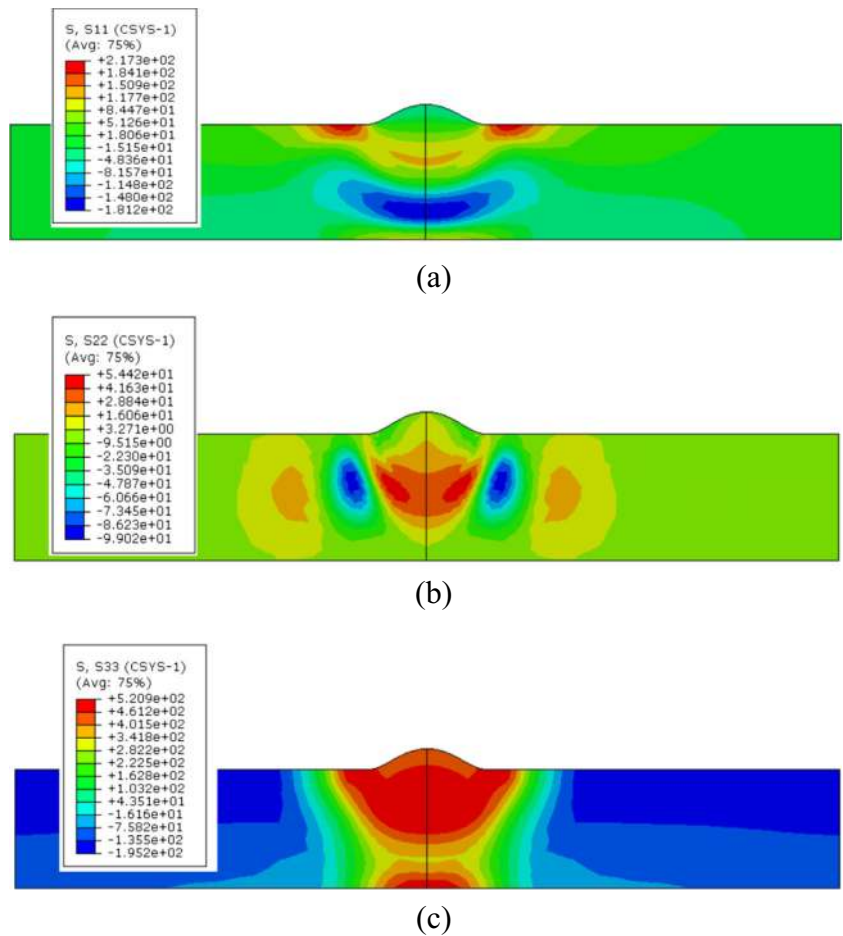 S, S11 (CSYS-1)
(Avg: 75%)
+2.173e+02
+1.841e+02
+1.509e+02
+1.177e+02
+8.447e+01
+5.126e+01
+1.806e+01
-1.515e+01
-4.836e+01
-8.157e+01
-1.148e+02
-1.480e+02
-1.812e+02
(a)
S, S22 (CSYS-1)
(Avg: 75%)
+5.442e+01
+4.163e+01
+2.884e+01
+1.606e+01
+3.271e+00
-9.515e+00
-2.230e+01
-3.509e+01
-4.787e+01
-6.066e+01
-7.345e+01
-8.623e+01
-9.902e+01
(b)
S, S33 (CSYS-1)
(Avg: 75%)
+5.209e+02
+4.612e+02
+4.015e+02
+3.418e+02
+2.822e+02
+2.225e+02
+1.628e+02
+1.032e+02
+4.351e+01
-1.616e+01
-7.582e+01
-1.355e+02
-1.952e+02
(c)